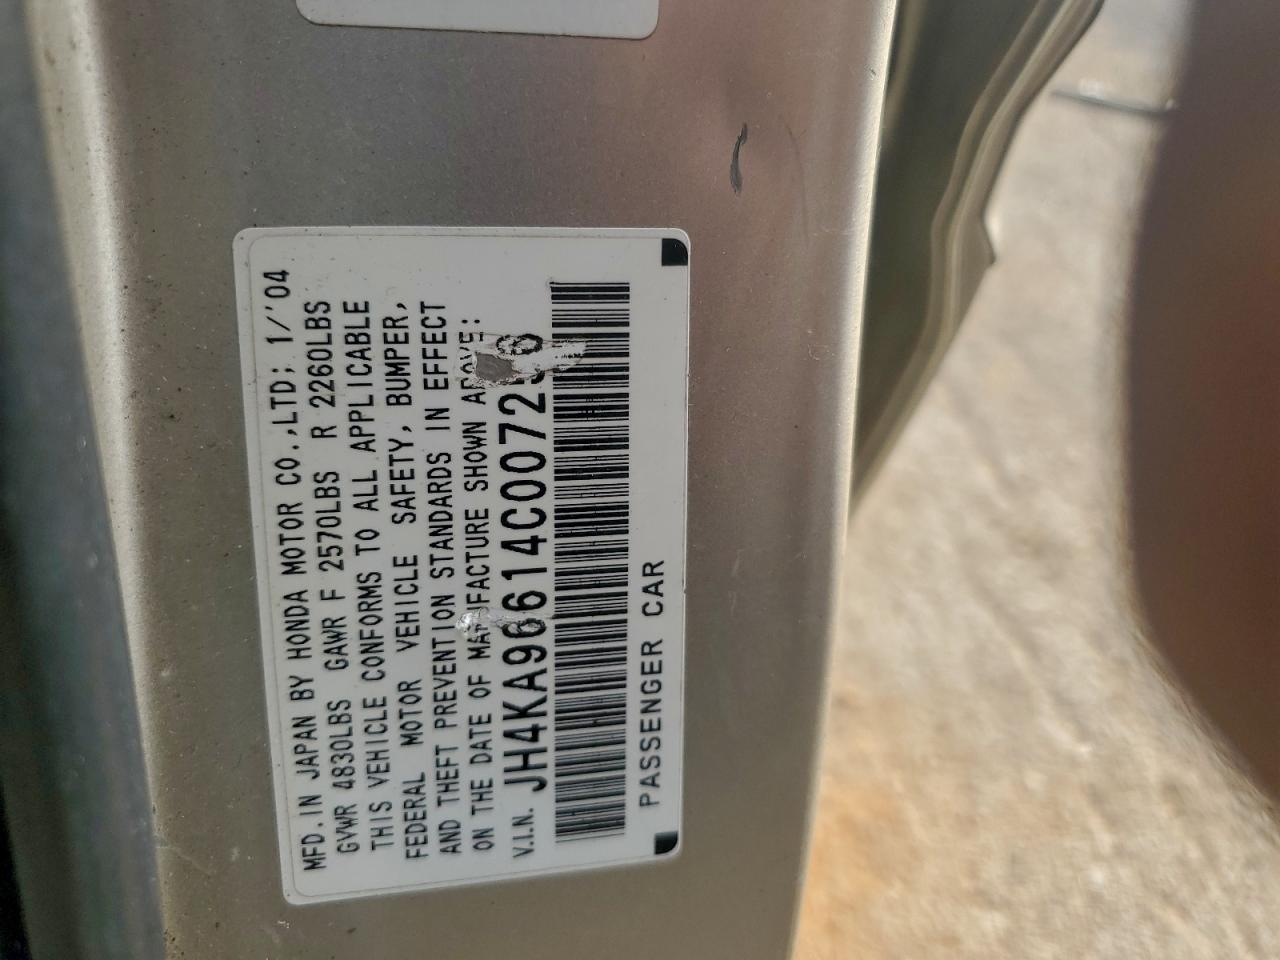 MFD. IN JAPAN BY HONDA MOTOR CO.,LTD; 1/'04
GVWR 4830LBS GAWR F 2570LBS R 2260LBS
THIS VEHICLE CONFORMS TO ALL APPLICABLE
FEDERAL MOTOR VEHICLE SAFETY, BUMPER,
AND THEFT PREVENTION STANDARDS IN EFFECT
ON THE DATE OF MANUFACTURE SHOWN ABOVE:
V.I.N.
PASSENGER CAR